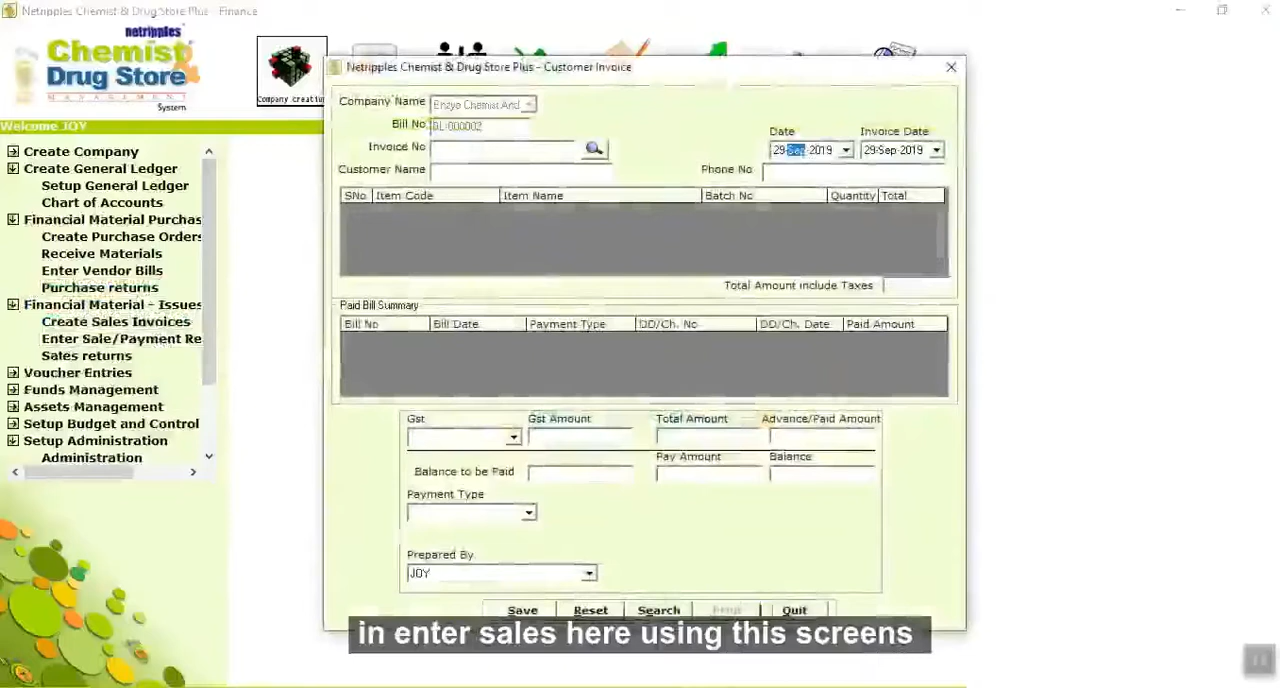 Netripples Chemist & Drug Store Plus - Finance
netripples
Chemist
Drug Store
MANAGEMENT
System
Company creation
Welcome JOY
Create Company
Create General Ledger
Setup General Ledger
Chart of Accounts
Financial Material Purchas
Create Purchase Orders
Receive Materials
Enter Vendor Bills
Purchase returns
Financial Material - Issues
Create Sales Invoices
Enter Sale/Payment Re
Sales returns
Voucher Entries
Funds Management
Assets Management
Setup Budget and Control
Setup Administration
Administration
Netripples Chemist & Drug Store Plus - Customer Invoice
Company Name Enzyo Chemist And
Bill No BL-000002
Date Invoice Date
Invoice No 29-Sep-2019 29-Sep-2019
Customer Name Phone No
SNo Item Code Item Name Batch No Quantity Total
Total Amount include Taxes
Paid Bill Summary
Bill No Bill Date Payment Type DD/Ch. No DD/Ch. Date Paid Amount
Gst Gst Amount Total Amount Advance/Paid Amount
Pay Amount Balance
Balance to be Paid
Payment Type
Prepared By
JOY
Save Reset Search Print Quit
in enter sales here using this screens